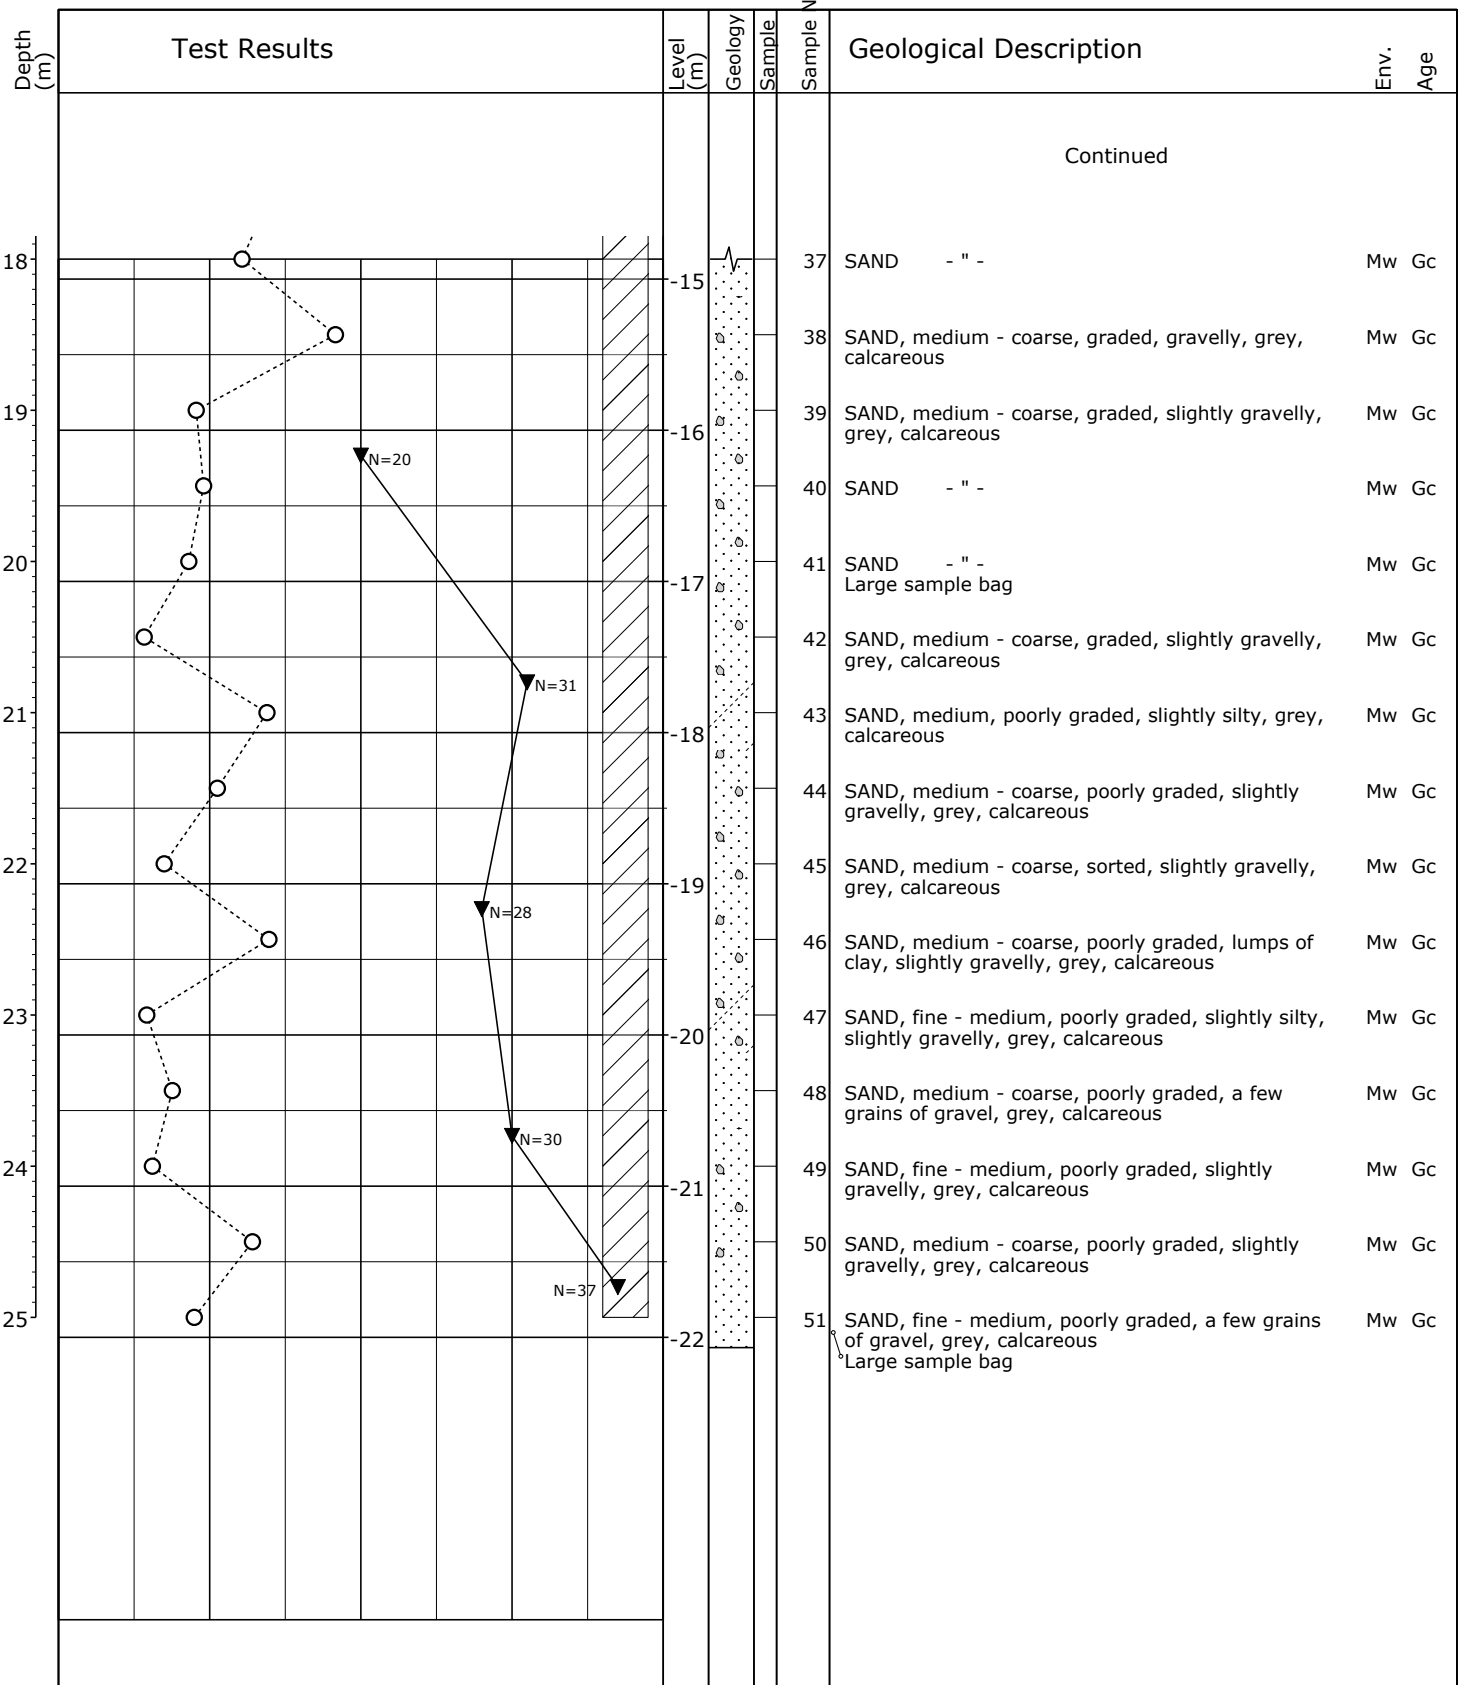 Depth (m)
Test Results
Level (m)
Geology
Sample
Sample N
Geological Description
Env.
Age
Continued
18
-15
37 SAND - " - Mw Gc
38 SAND, medium - coarse, graded, gravelly, grey, Mw Gc
calcareous
19
-16
39 SAND, medium - coarse, graded, slightly gravelly, Mw Gc
grey, calcareous
N=20
40 SAND - " - Mw Gc
20
-17
41 SAND - " - Mw Gc
Large sample bag
42 SAND, medium - coarse, graded, slightly gravelly, Mw Gc
grey, calcareous
N=31
21
-18
43 SAND, medium, poorly graded, slightly silty, grey, Mw Gc
calcareous
44 SAND, medium - coarse, poorly graded, slightly Mw Gc
gravelly, grey, calcareous
22
-19
45 SAND, medium - coarse, sorted, slightly gravelly, Mw Gc
grey, calcareous
N=28
46 SAND, medium - coarse, poorly graded, lumps of Mw Gc
clay, slightly gravelly, grey, calcareous
23
-20
47 SAND, fine - medium, poorly graded, slightly silty, Mw Gc
slightly gravelly, grey, calcareous
48 SAND, medium - coarse, poorly graded, a few Mw Gc
grains of gravel, grey, calcareous
N=30
24
-21
49 SAND, fine - medium, poorly graded, slightly Mw Gc
gravelly, grey, calcareous
50 SAND, medium - coarse, poorly graded, slightly Mw Gc
gravelly, grey, calcareous
N=37
25
-22
51 SAND, fine - medium, poorly graded, a few grains Mw Gc
of gravel, grey, calcareous
Large sample bag